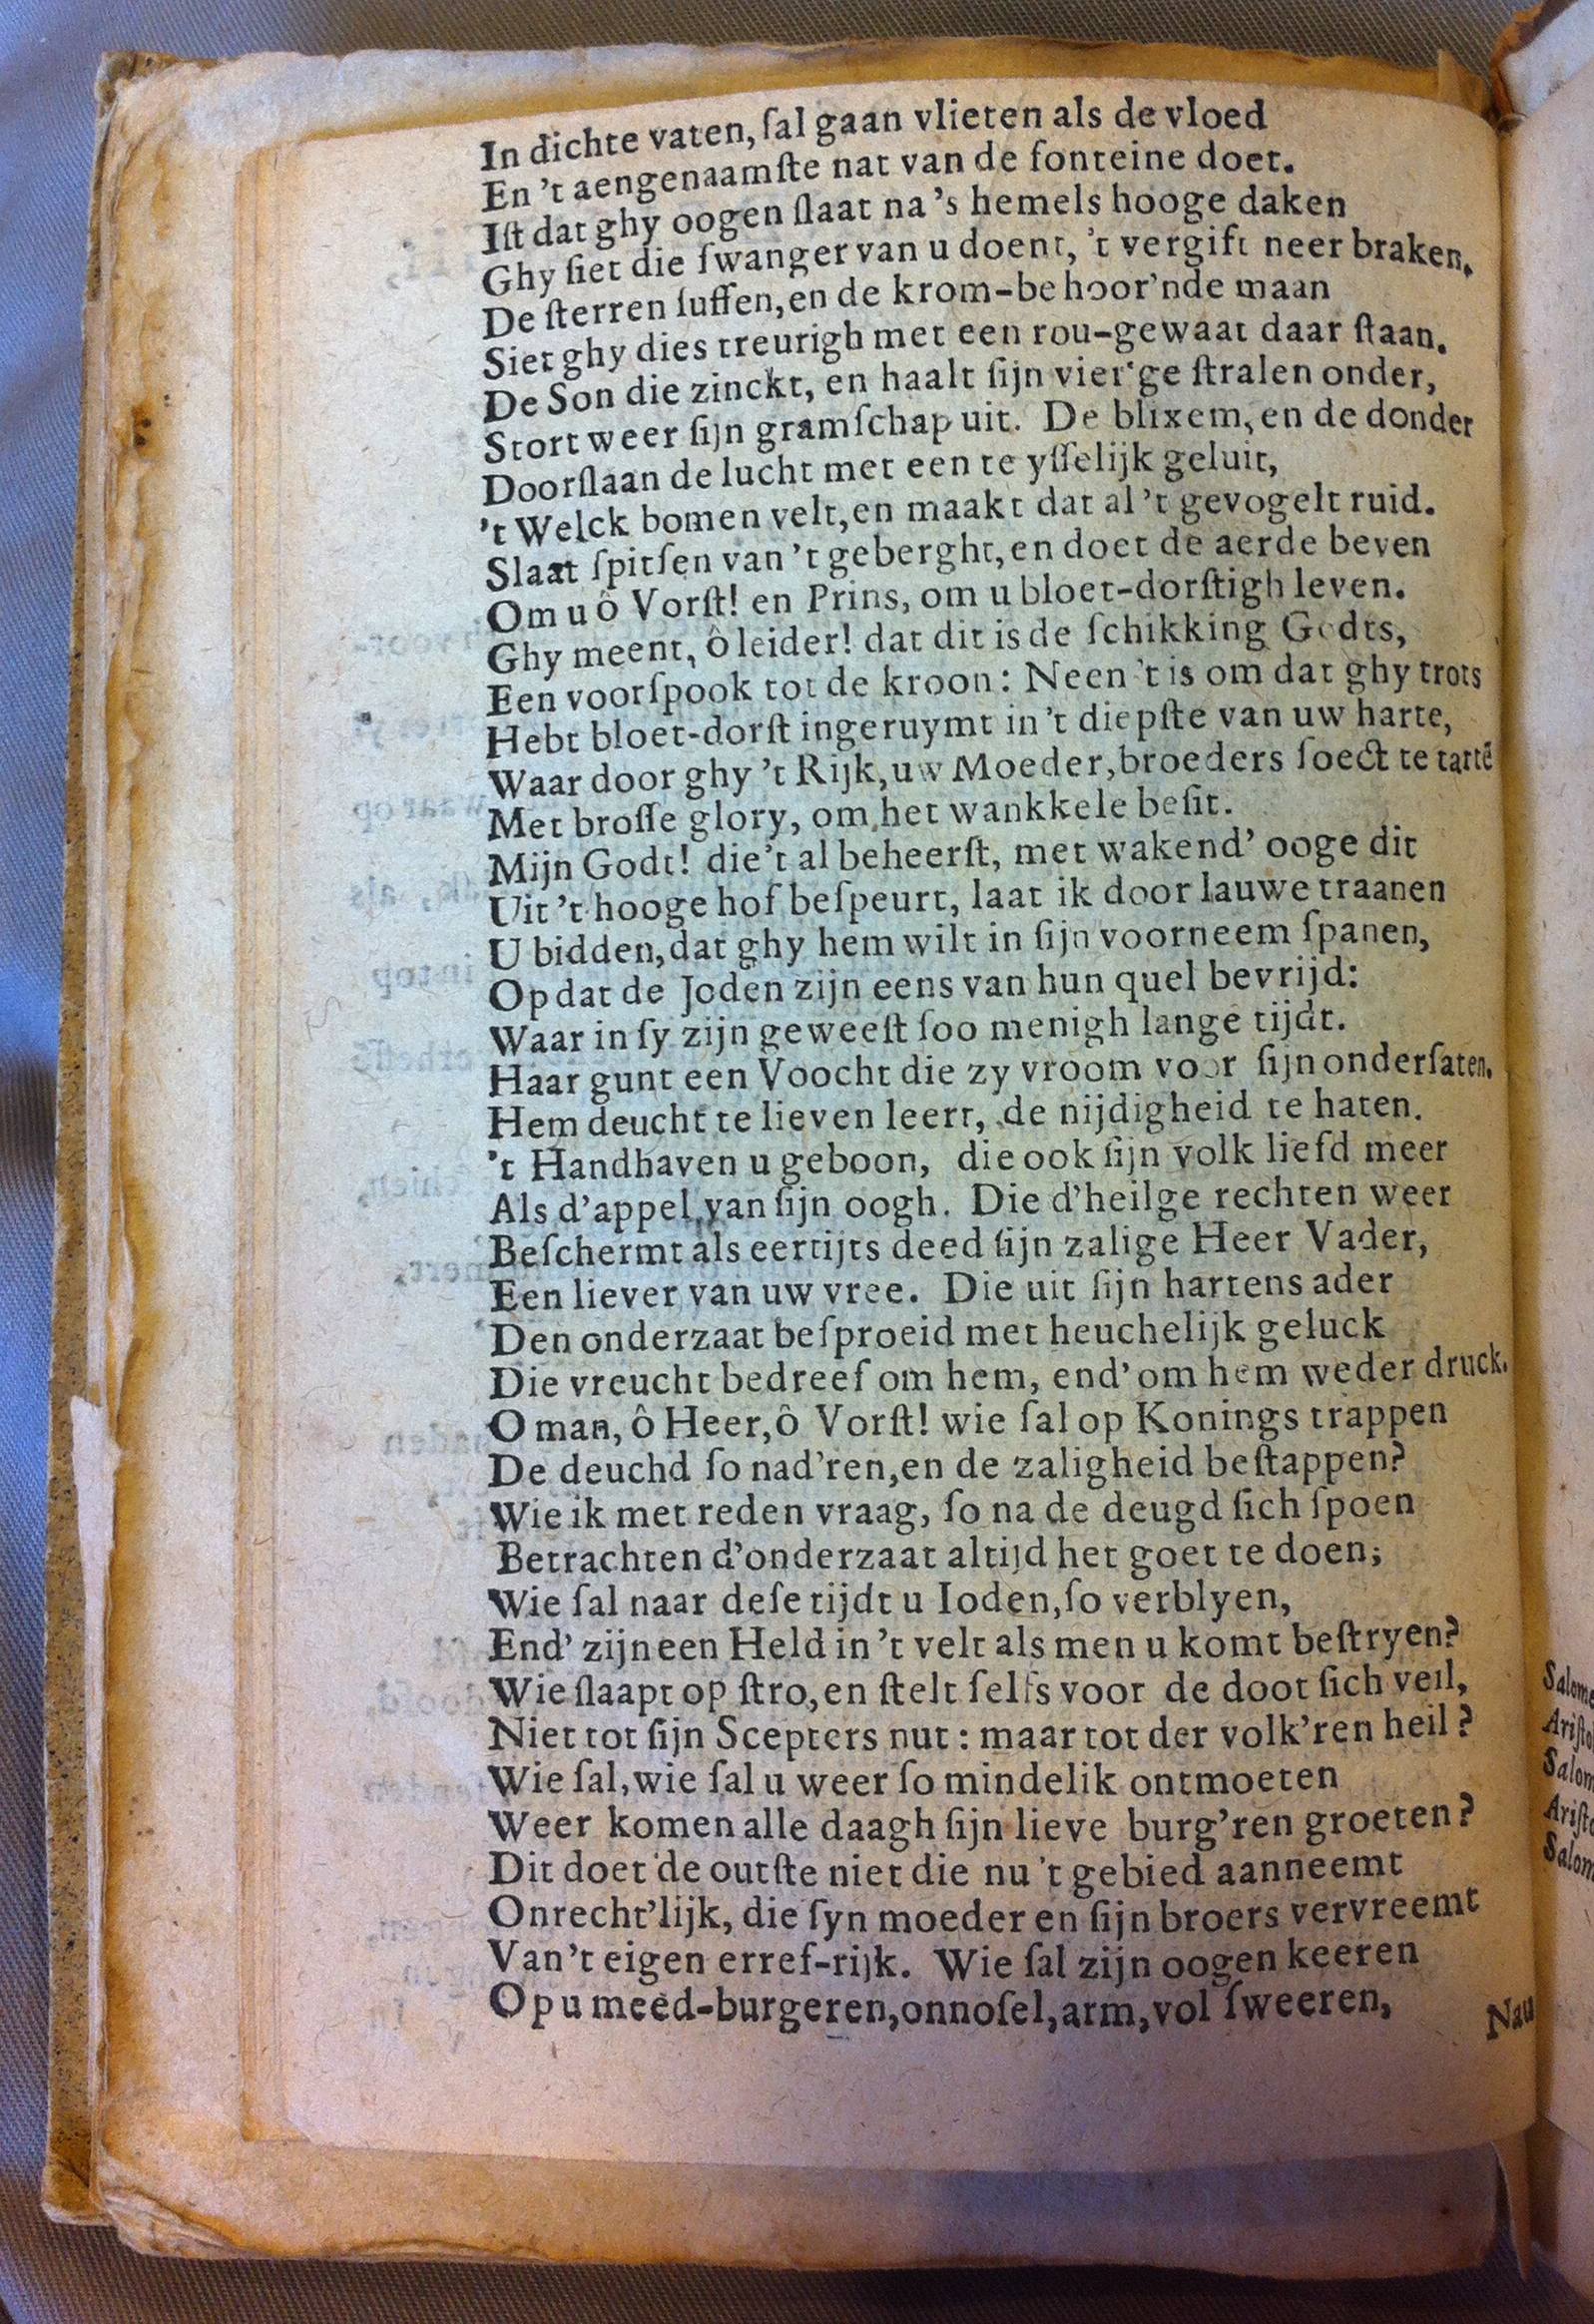 In dichte vaten, ſal gaan vlieten als de vloed
En 't aengenaamſte nat van de fonteine doet.
Iſt dat ghy oogen ſlaat na 's hemels hooge daken
Ghy ſiet die ſwanger van u doent, 't vergift neer braken,
De ſterren ſuffen, en de krom-behoor'nde maan
Siet ghy dies treurigh met een rou-gewaat daar ſtaan.
De Son die zinckt, en haalt ſijn vier'ge ſtralen onder,
Stort weer ſijn gramſchap uit. De blixem, en de donder
Doorſlaan de lucht met een te yſſelijk geluit,
't Welck bomen velt, en maakt dat al 't gevogelt ruid.
Slaat ſpitſen van 't geberght, en doet de aerde beven
Om u ô Vorſt! en Prins, om u bloet-dorſtigh leven.
Ghy meent, ô leider! dat dit is de ſchikking Godts,
Een voorſpook tot de kroon: Neen 't is om dat ghy trots
Hebt bloet-dorſt ingeruymt in 't diepſte van uw harte,
Waar door ghy 't Rijk, uw Moeder, broeders ſoect te tartē
Met broſſe glory, om het wankkele beſit.
Mijn Godt! die 't al beheerſt, met wakend' ooge dit
Uit 't hooge hof beſpeurt, laat ik door lauwe traanen
U bidden, dat ghy hem wilt in ſijn voorneem ſpanen,
Op dat de Joden zijn eens van hun quel bevrijd:
Waar in ſy zijn geweeſt ſoo menigh lange tijdt.
Haar gunt een Voocht die zy vroom voor ſijn onderſaten.
Hem deucht te lieven leert, de nijdigheid te haten.
't Handhaven u geboon, die ook ſijn volk liefd meer
Als d'appel van ſijn oogh. Die d'heilge rechten weer
Beſchermt als eertijts deed ſijn zalige Heer Vader,
Een liever van uw vree. Die uit ſijn hartens ader
Den onderzaat beſproeid met heuchelijk geluck
Die vreucht bedreef om hem, end' om hem weder druck.
O man, ô Heer, ô Vorſt! wie ſal op Konings trappen
De deuchd ſo nad'ren, en de zaligheid beſtappen?
Wie ik met reden vraag, ſo na de deugd ſich ſpoen
Betrachten d'onderzaat altijd het goet te doen;
Wie ſal naar deſe tijdt u Ioden, ſo verblyen,
End' zijn een Held in 't velt als men u komt beſtryen?
Wie ſlaapt op ſtro, en ſtelt ſelfs voor de doot ſich veil,
Niet tot ſijn Scepters nut: maar tot der volk'ren heil?
Wie ſal, wie ſal u weer ſo mindelik ontmoeten
Weer komen alle daagh ſijn lieve burg'ren groeten?
Dit doet de outſte niet die nu 't gebied aanneemt
Onrecht'lijk, die ſyn moeder en ſijn broers vervreemt
Van 't eigen erref-rijk. Wie ſal zijn oogen keeren
Op u meed-burgeren, onnoſel, arm, vol ſweeren,
Nau